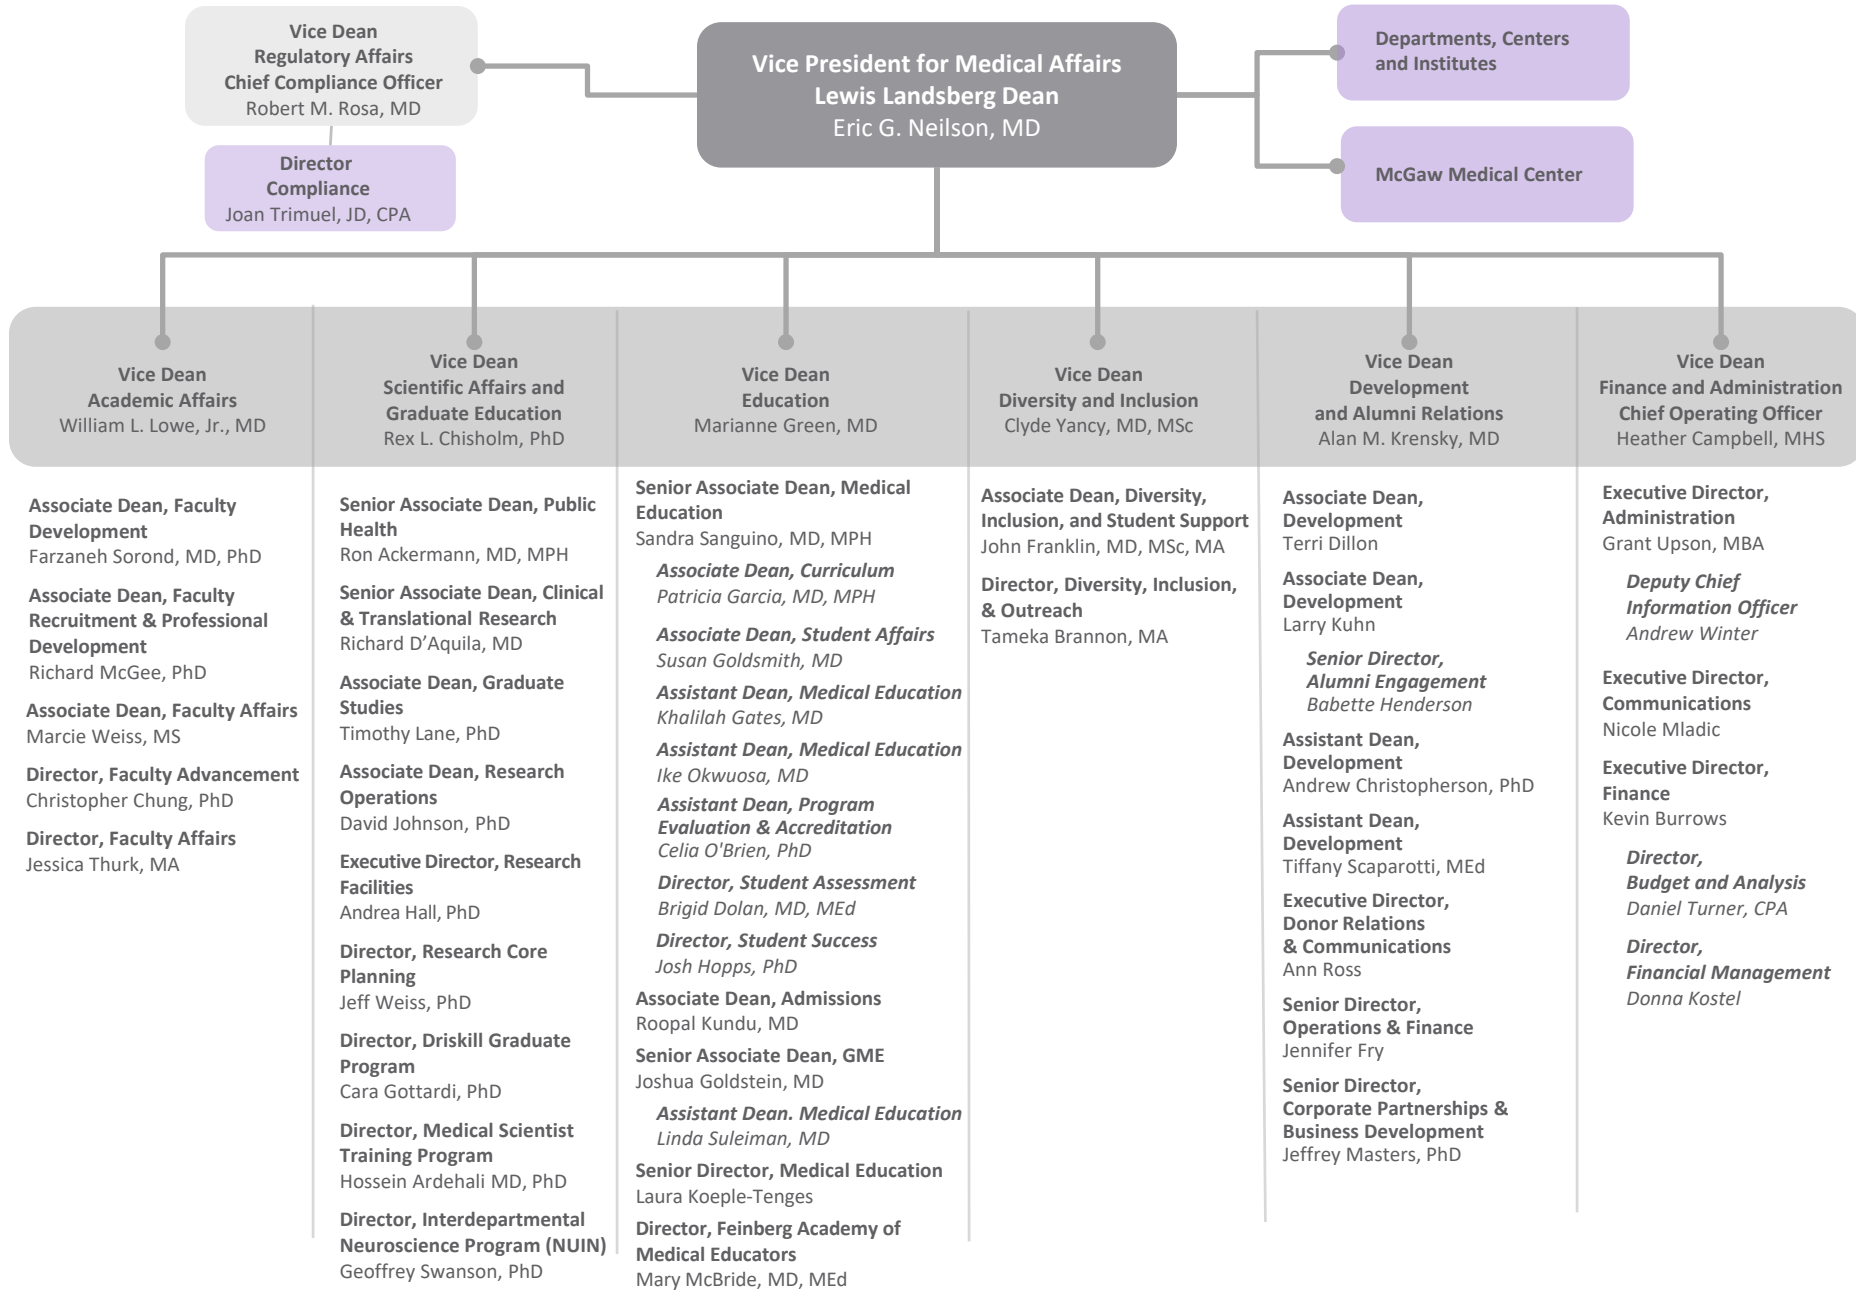 Vice Dean
Regulatory Affairs
Chief Compliance Officer
Robert M. Rosa, MD
Director
Compliance
Joan Trimuel, JD, CPA
Vice President for Medical Affairs
Lewis Landsberg Dean
Eric G. Neilson, MD
Departments, Centers
and Institutes
McGaw Medical Center
Vice Dean
Academic Affairs
William L. Lowe, Jr., MD
Associate Dean, Faculty
Development
Farzaneh Sorond, MD, PhD
Associate Dean, Faculty
Recruitment & Professional
Development
Richard McGee, PhD
Associate Dean, Faculty Affairs
Marcie Weiss, MS
Director, Faculty Advancement
Christopher Chung, PhD
Director, Faculty Affairs
Jessica Thurk, MA
Vice Dean
Scientific Affairs and
Graduate Education
Rex L. Chisholm, PhD
Senior Associate Dean, Public
Health
Ron Ackermann, MD, MPH
Senior Associate Dean, Clinical
& Translational Research
Richard D’Aquila, MD
Associate Dean, Graduate
Studies
Timothy Lane, PhD
Associate Dean, Research
Operations
David Johnson, PhD
Executive Director, Research
Facilities
Andrea Hall, PhD
Director, Research Core
Planning
Jeff Weiss, PhD
Director, Driskill Graduate
Program
Cara Gottardi, PhD
Director, Medical Scientist
Training Program
Hossein Ardehali MD, PhD
Director, Interdepartmental
Neuroscience Program (NUIN)
Geoffrey Swanson, PhD
Vice Dean
Education
Marianne Green, MD
Senior Associate Dean, Medical
Education
Sandra Sanguino, MD, MPH
Associate Dean, Curriculum
Patricia Garcia, MD, MPH
Associate Dean, Student Affairs
Susan Goldsmith, MD
Assistant Dean, Medical Education
Khalilah Gates, MD
Assistant Dean, Medical Education
Ike Okwuosa, MD
Assistant Dean, Program
Evaluation & Accreditation
Celia O'Brien, PhD
Director, Student Assessment
Brigid Dolan, MD, MEd
Director, Student Success
Josh Hopps, PhD
Associate Dean, Admissions
Roopal Kundu, MD
Senior Associate Dean, GME
Joshua Goldstein, MD
Assistant Dean. Medical Education
Linda Suleiman, MD
Senior Director, Medical Education
Laura Koeple-Tenges
Director, Feinberg Academy of
Medical Educators
Mary McBride, MD, MEd
Vice Dean
Diversity and Inclusion
Clyde Yancy, MD, MSc
Associate Dean, Diversity,
Inclusion, and Student Support
John Franklin, MD, MSc, MA
Director, Diversity, Inclusion,
& Outreach
Tameka Brannon, MA
Vice Dean
Development
and Alumni Relations
Alan M. Krensky, MD
Associate Dean,
Development
Terri Dillon
Associate Dean,
Development
Larry Kuhn
Senior Director,
Alumni Engagement
Babette Henderson
Assistant Dean,
Development
Andrew Christopherson, PhD
Assistant Dean,
Development
Tiffany Scaparotti, MEd
Executive Director,
Donor Relations
& Communications
Ann Ross
Senior Director,
Operations & Finance
Jennifer Fry
Senior Director,
Corporate Partnerships &
Business Development
Jeffrey Masters, PhD
Vice Dean
Finance and Administration
Chief Operating Officer
Heather Campbell, MHS
Executive Director,
Administration
Grant Upson, MBA
Deputy Chief
Information Officer
Andrew Winter
Executive Director,
Communications
Nicole Mladic
Executive Director,
Finance
Kevin Burrows
Director,
Budget and Analysis
Daniel Turner, CPA
Director,
Financial Management
Donna Kostel